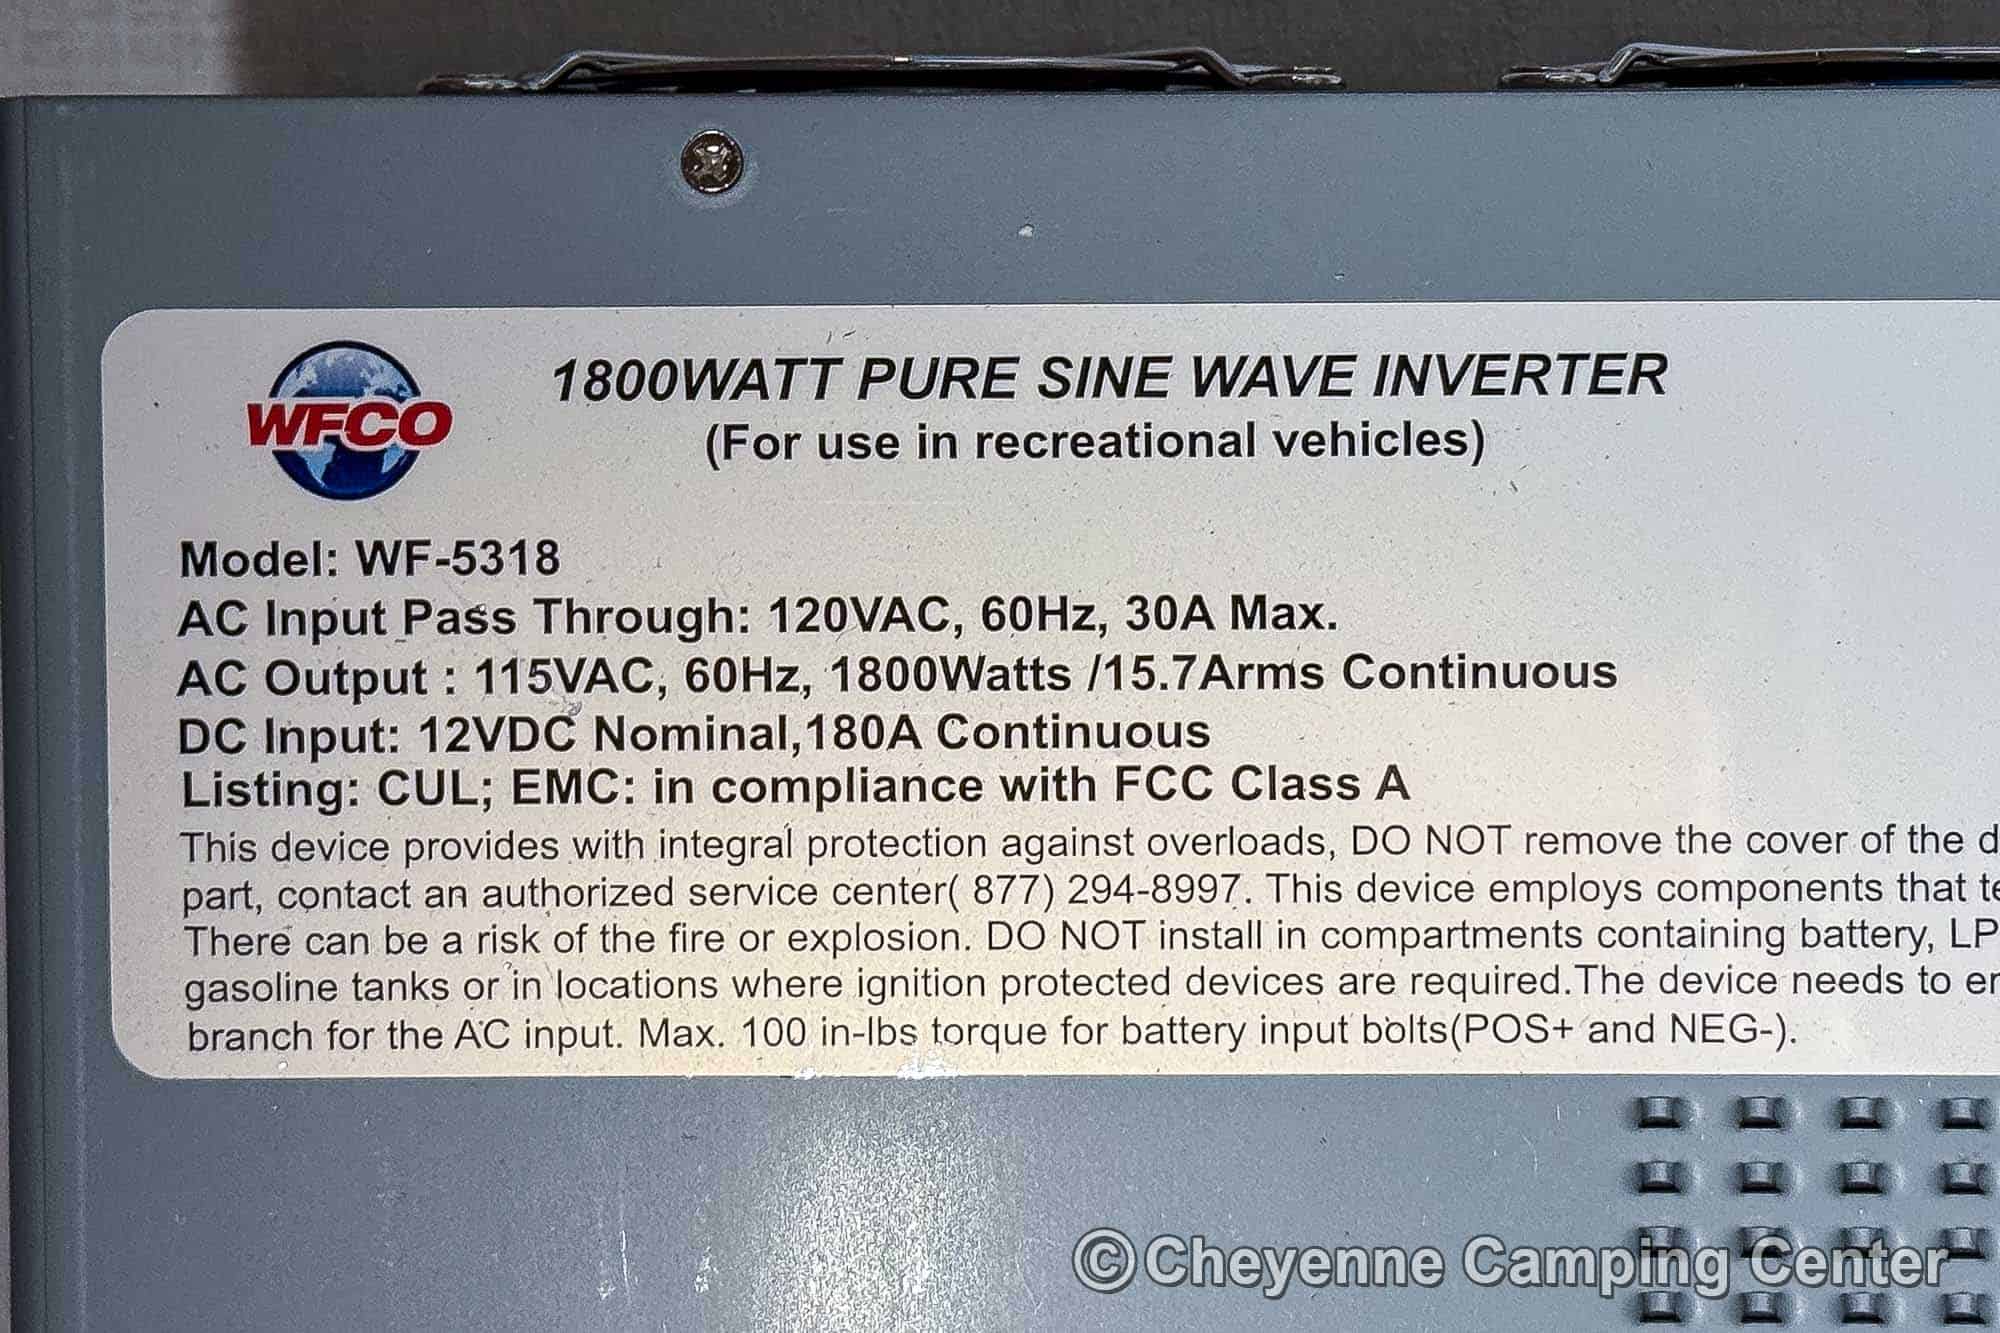 WFCO
1800WATT PURE SINE WAVE INVERTER
(For use in recreational vehicles)
Model: WF-5318
AC Input Pass Through: 120VAC, 60Hz, 30A Max.
AC Output : 115VAC, 60Hz, 1800Watts /15.7Arms Continuous
DC Input: 12VDC Nominal,180A Continuous
Listing: CUL; EMC: in compliance with FCC Class A
This device provides with integral protection against overloads, DO NOT remove the cover of the d
part, contact an authorized service center( 877) 294-8997. This device employs components that te
There can be a risk of the fire or explosion. DO NOT install in compartments containing battery, LP
gasoline tanks or in locations where ignition protected devices are required.The device needs to en
branch for the AC input. Max. 100 in-lbs torque for battery input bolts(POS+ and NEG-).
©Cheyenne Camping Center